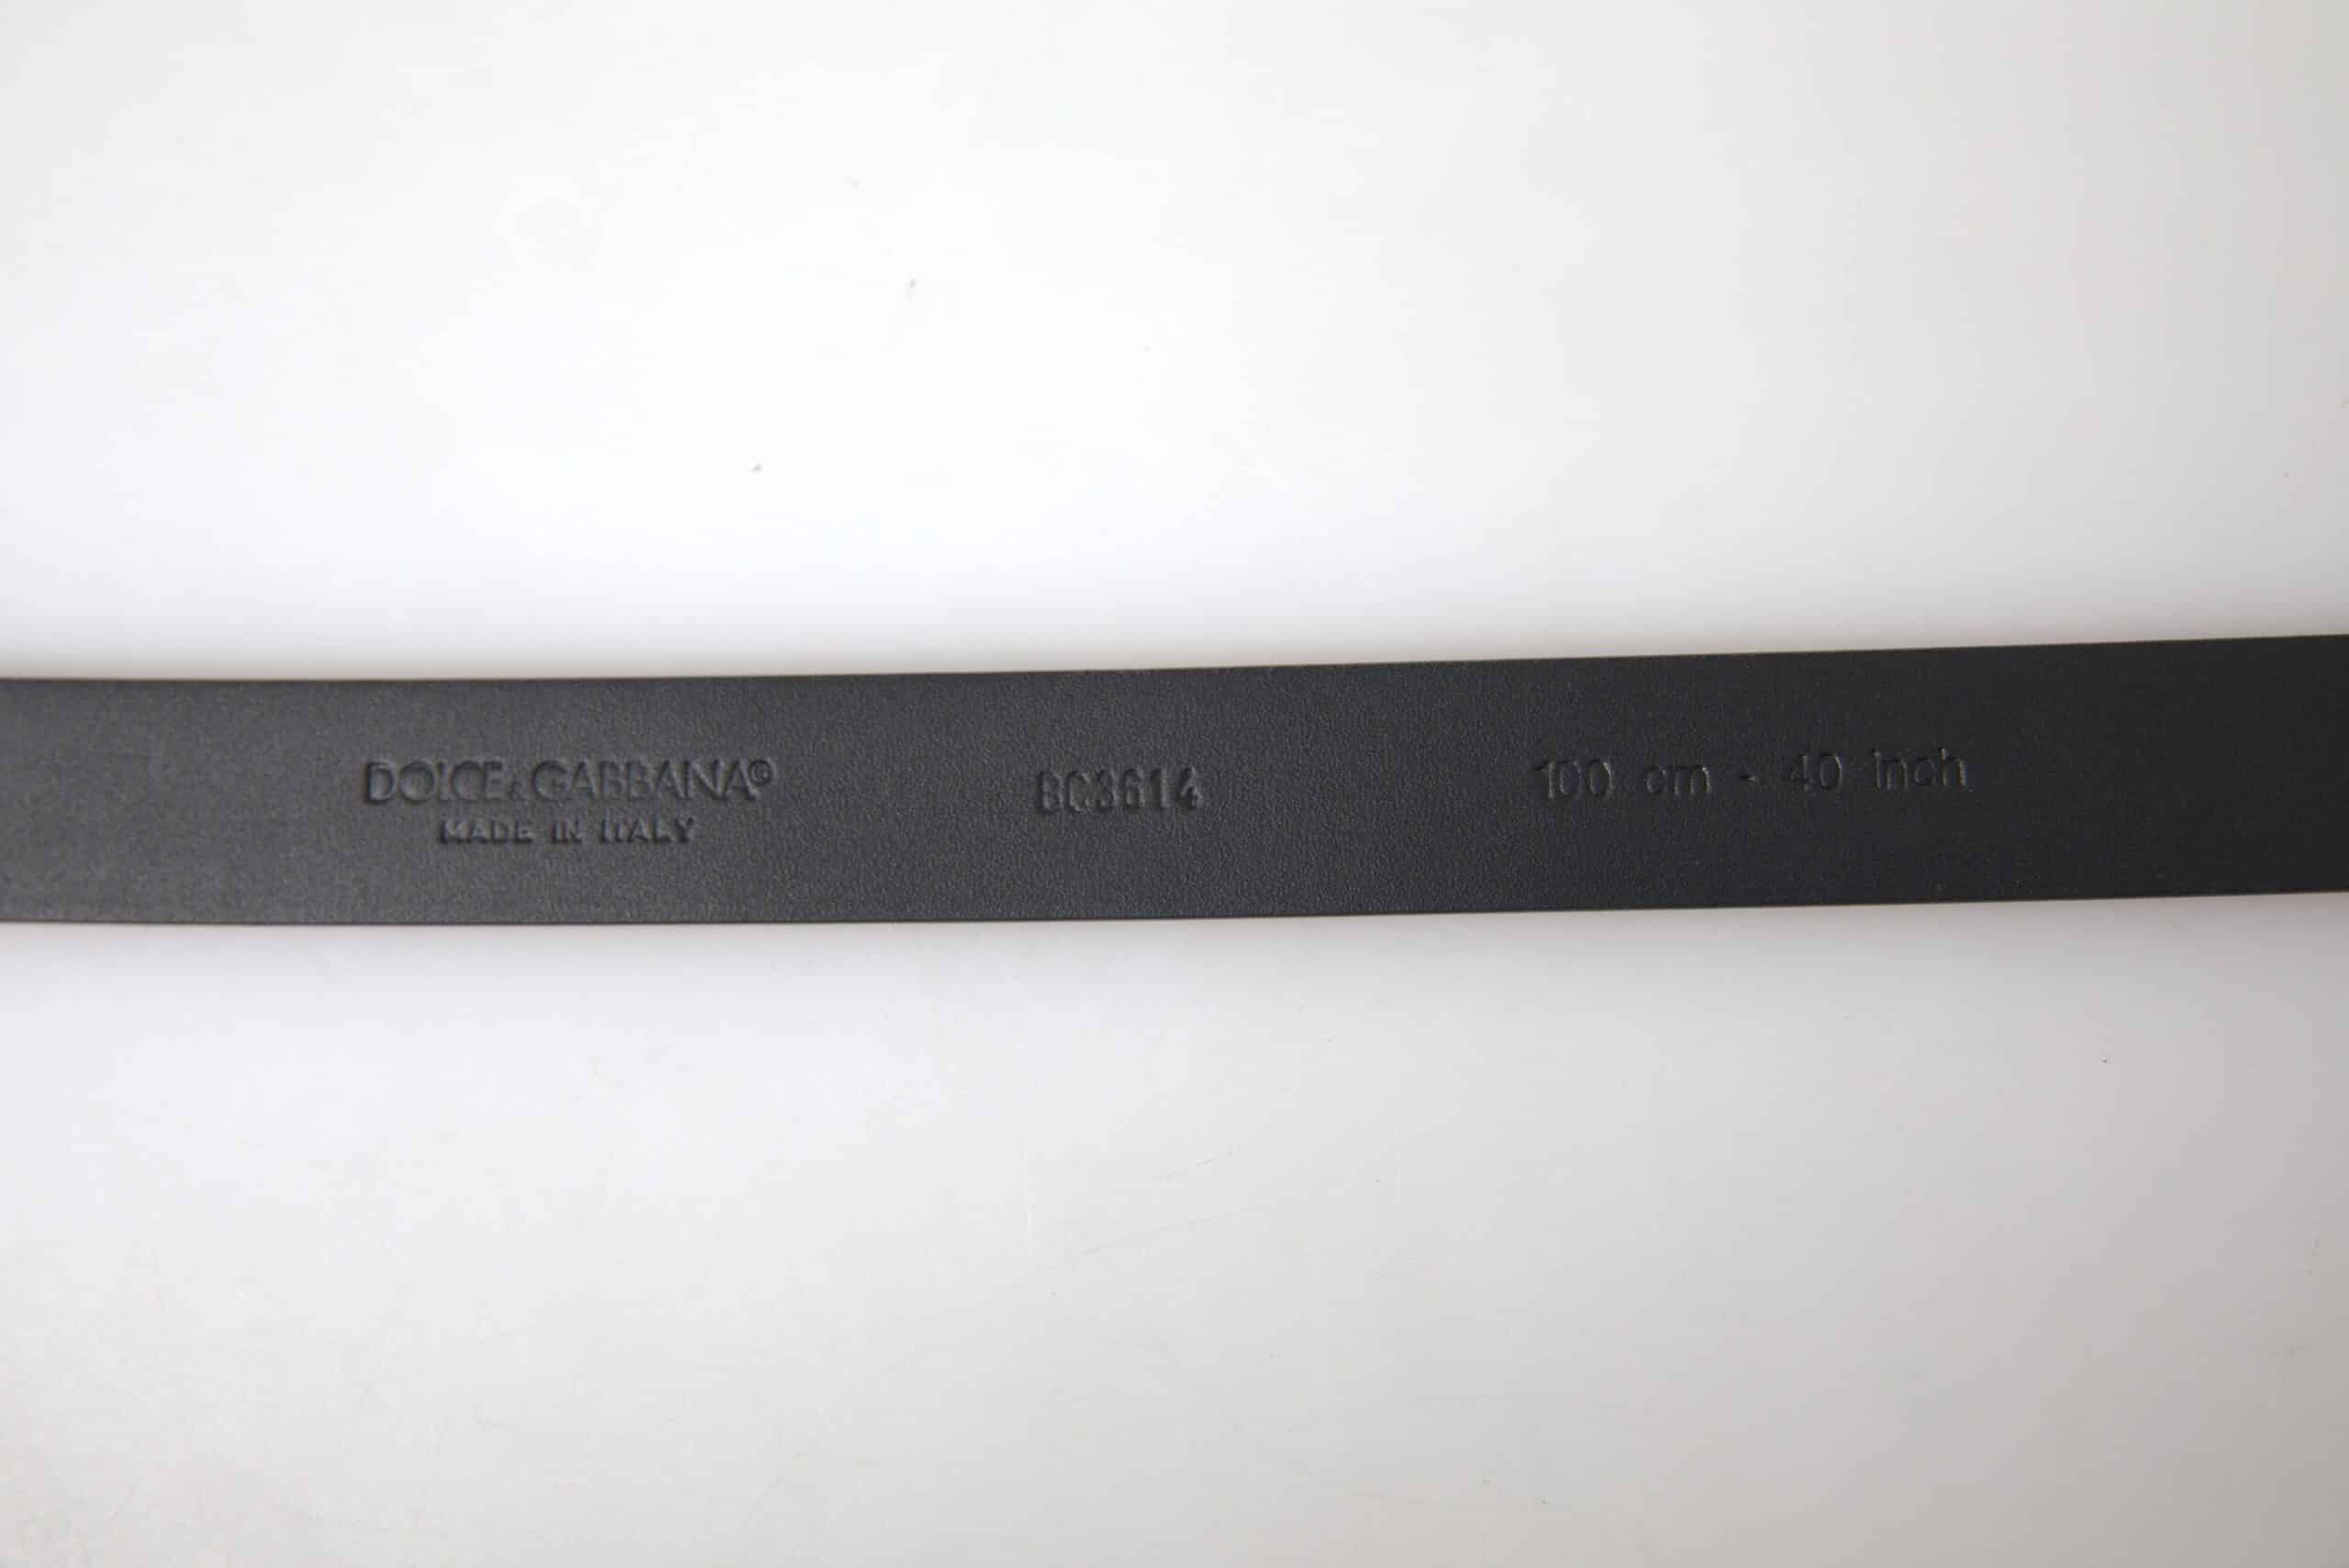 DOLCE & GABBANA®
MADE IN ITALY
BC3614
100 cm - 40 inch